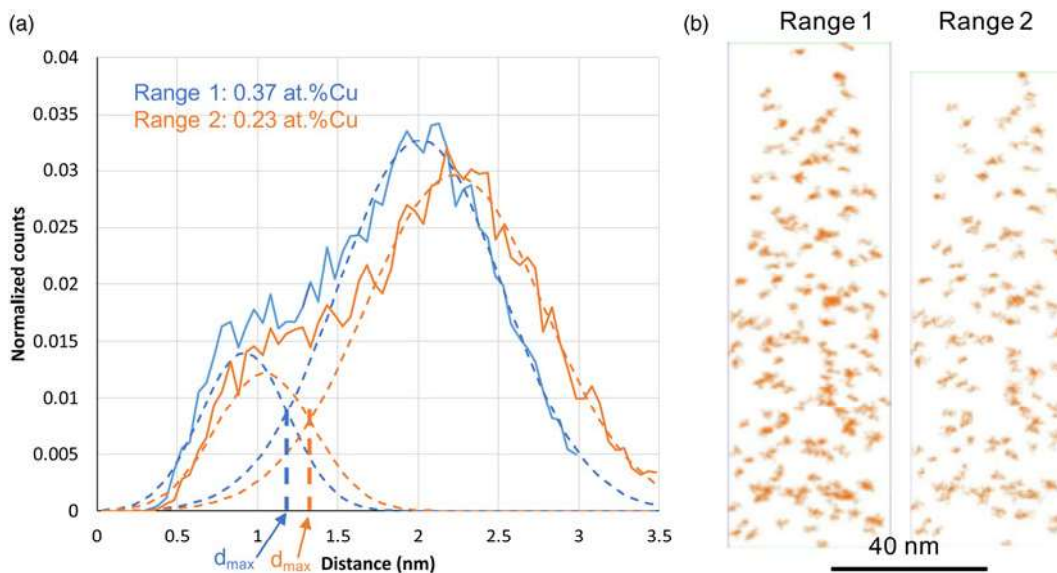 (a)
0.04
0.035
0.03
0.025
0.02
0.015
0.01
0.005
0
Normalized counts
Range 1: 0.37 at.%Cu
Range 2: 0.23 at.%Cu
0 0.5 1 1.5 2 2.5 3 3.5
dmax dmax Distance (nm)
(b)
Range 1 Range 2
40 nm